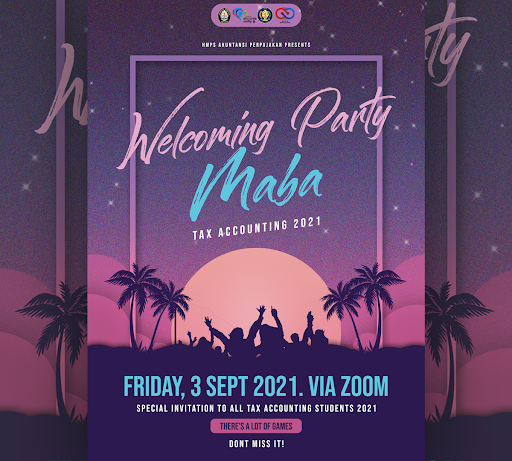 HMPS AKUNTANSI PERPAJAKAN PRESENTS
Welcoming Party
Maba
TAX ACCOUNTING 2021
FRIDAY, 3 SEPT 2021. VIA ZOOM
SPECIAL INVITATION TO ALL TAX ACCOUNTING STUDENTS 2021
THERE'S A LOT OF GAMES
DONT MISS IT!